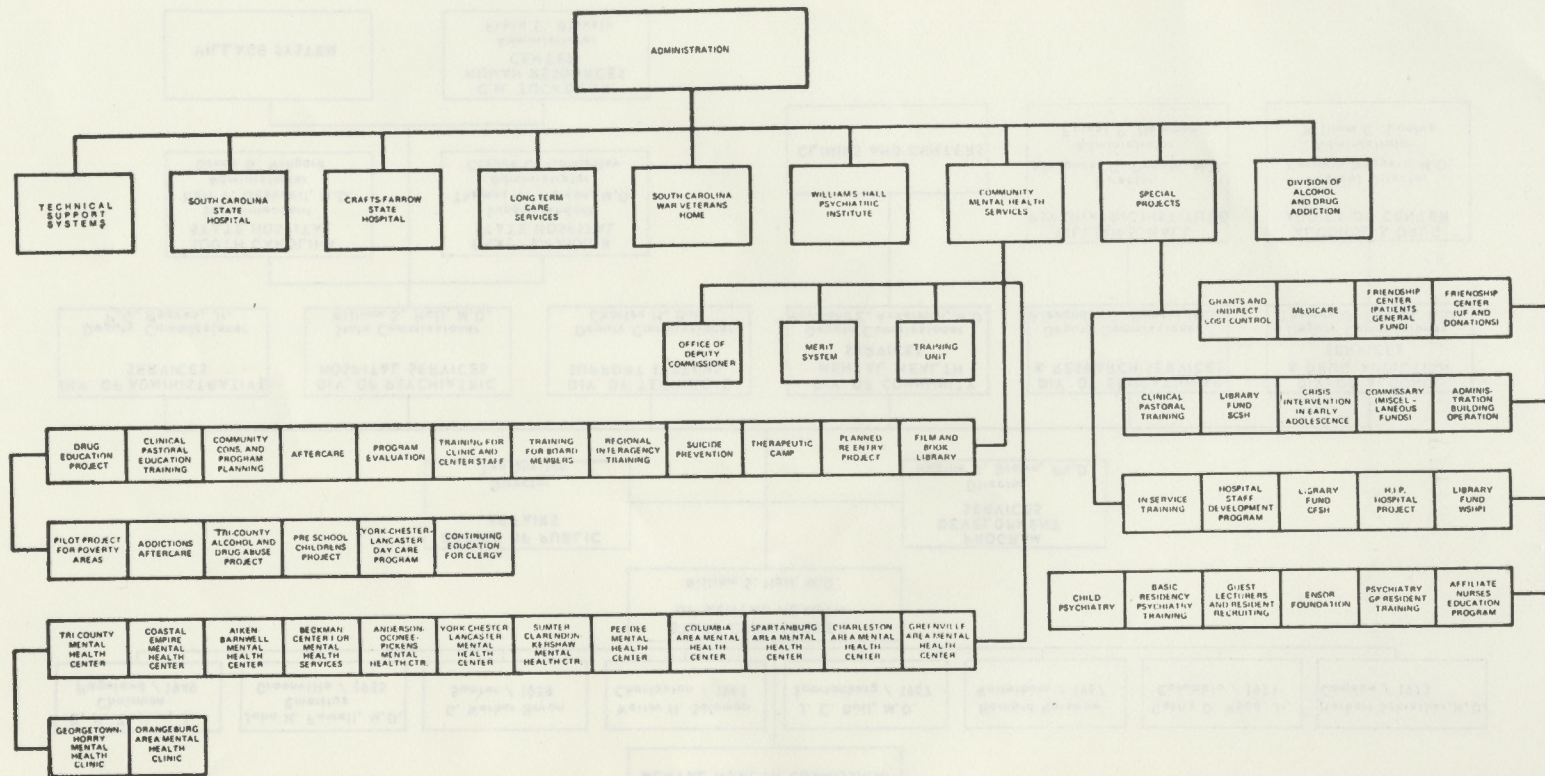 ADMINISTRATION
TECHNICAL
SUPPORT
SYSTEMS
SOUTH CAROLINA
STATE
HOSPITAL
CRAFTS FARROW
STATE
HOSPITAL
LONG TERM
CARE
SERVICES
SOUTH CAROLINA
WAR VETERANS
HOME
WILLIAMS HALL
PSYCHIATRIC
INSTITUTE
COMMUNITY
MENTAL HEALTH
SERVICES
SPECIAL
PROJECTS
DIVISION OF
ALCOHOL
AND DRUG
ADDICTION
OFFICE OF
DEPUTY
COMMISSIONER
MERIT
SYSTEM
TRAINING
UNIT
GRANTS AND
INDIRECT
COST CONTROL
MEDICARE
FRIENDSHIP
CENTER
(PATIENTS
GENERAL
FUND)
FRIENDSHIP
CENTER
(UF AND
DONATIONS)
CLINICAL
PASTORAL
TRAINING
LIBRARY
FUND
SCSH
CRISIS
INTERVENTION
IN EARLY
ADOLESCENCE
COMMISSARY
(MISCEL-
LANEOUS
FUNDS)
ADMINIS-
TRATION
BUILDING
OPERATION
IN SERVICE
TRAINING
HOSPITAL
STAFF
DEVELOPMENT
PROGRAM
LIBRARY
FUND
CFSH
H.I.P.
HOSPITAL
PROJECT
LIBRARY
FUND
WSHPI
CHILD
PSYCHIATRY
BASIC
RESIDENCY
PSYCHIATRY
TRAINING
GUEST
LECTURERS
AND RESIDENT
RECRUITING
ENSOR
FOUNDATION
PSYCHIATRY
GP RESIDENT
TRAINING
AFFILIATE
NURSES
EDUCATION
PROGRAM
DRUG
EDUCATION
PROJECT
CLINICAL
PASTORAL
EDUCATION
TRAINING
COMMUNITY
CONS. AND
PROGRAM
PLANNING
AFTERCARE
PROGRAM
EVALUATION
TRAINING FOR
CLINIC AND
CENTER STAFF
TRAINING
FOR BOARD
MEMBERS
REGIONAL
INTERAGENCY
TRAINING
SUICIDE
PREVENTION
THERAPEUTIC
CAMP
PLANNED
RE ENTRY
PROJECT
FILM AND
BOOK
LIBRARY
PILOT PROJECT
FOR POVERTY
AREAS
ADDICTIONS
AFTERCARE
TRI-COUNTY
ALCOHOL AND
DRUG ABUSE
PROJECT
PRE SCHOOL
CHILDRENS
PROJECT
YORK-CHESTER-
LANCASTER
DAY CARE
PROGRAM
CONTINUING
EDUCATION
FOR CLERGY
TRI COUNTY
MENTAL
HEALTH
CENTER
COASTAL
EMPIRE
MENTAL
HEALTH
CENTER
AIKEN
BARNWELL
MENTAL
HEALTH
CENTER
BECKMAN
CENTER FOR
MENTAL
HEALTH
SERVICES
ANDERSON-
OCONEE-
PICKENS
MENTAL
HEALTH CTR.
YORK CHESTER
LANCASTER
MENTAL
HEALTH
CENTER
SUMTER
CLARENDON
KERSHAW
MENTAL
HEALTH CTR.
PEE DEE
MENTAL
HEALTH
CENTER
COLUMBIA
AREA MENTAL
HEALTH
CENTER
SPARTANBURG
AREA MENTAL
HEALTH
CENTER
CHARLESTON
AREA MENTAL
HEALTH
CENTER
GREENVILLE
AREA MENTAL
HEALTH
CENTER
GEORGETOWN-
HORRY
MENTAL
HEALTH
CLINIC
ORANGEBURG
AREA MENTAL
HEALTH
CLINIC